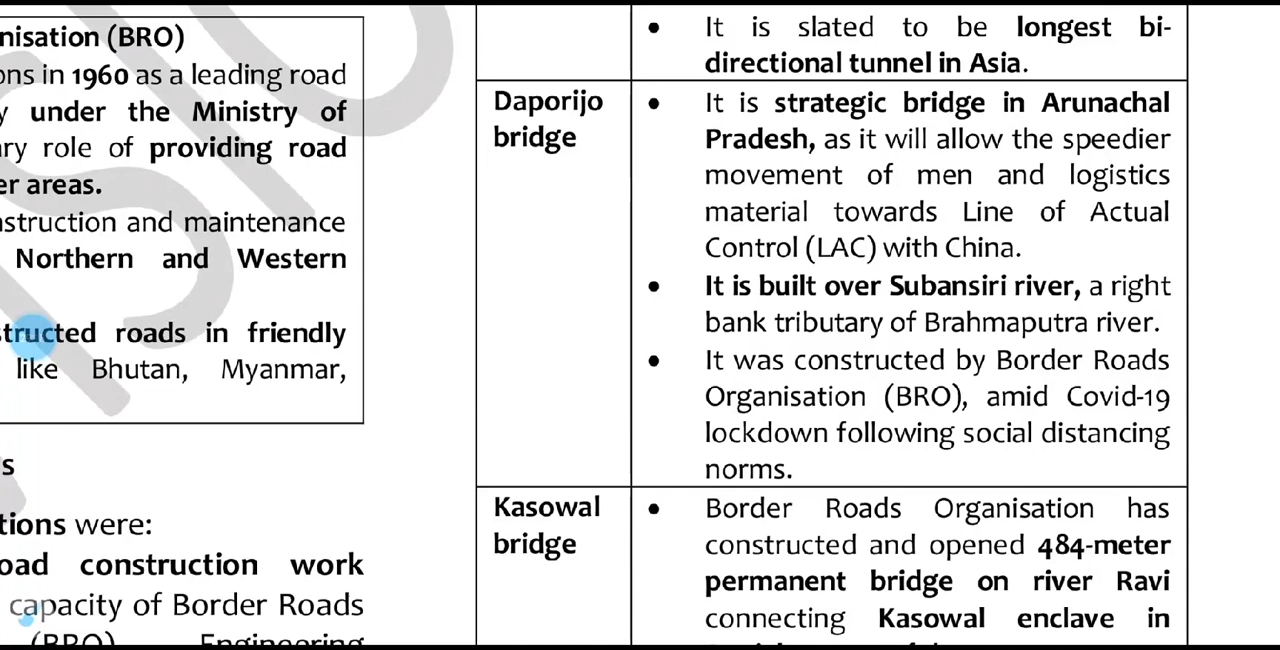 nisation (BRO)
ons in 1960 as a leading road
y under the Ministry of
ary role of providing road
er areas.
nstruction and maintenance
Northern and Western
structed roads in friendly
like Bhutan, Myanmar,
s
tions were:
oad construction work
capacity of Border Roads
(BRO) Engineering
• It is slated to be longest bi-
directional tunnel in Asia.
Daporijo
bridge
• It is strategic bridge in Arunachal
Pradesh, as it will allow the speedier
movement of men and logistics
material towards Line of Actual
Control (LAC) with China.
• It is built over Subansiri river, a right
bank tributary of Brahmaputra river.
• It was constructed by Border Roads
Organisation (BRO), amid Covid-19
lockdown following social distancing
norms.
Kasowal
bridge
• Border Roads Organisation has
constructed and opened 484-meter
permanent bridge on river Ravi
connecting Kasowal enclave in